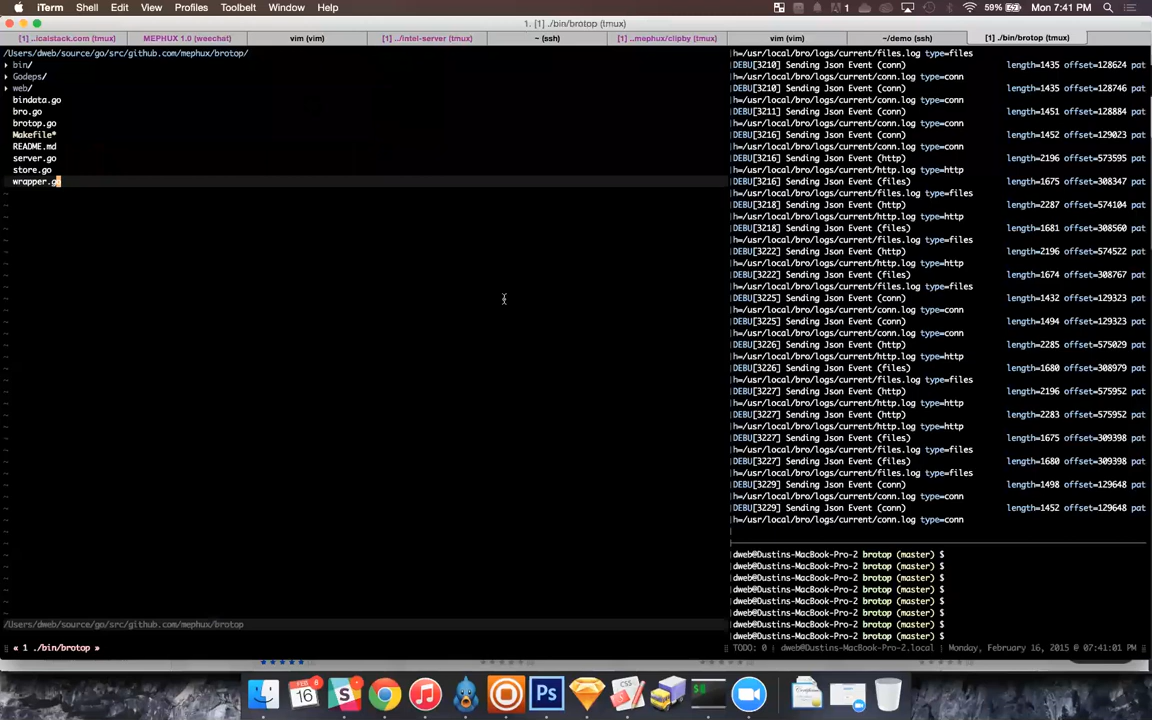 iTerm Shell Edit View Profiles Toolbelt Window Help
1 59% Mon 7:41 PM
1. [1] ./bin/brotop (tmux)
[1] ...icalstack.com (tmux) MEPHUX 1.0 (weechat) vim (vim) [1] ../intel-server (tmux) ~ (ssh) [1] ...mephux/clipby (tmux) vim (vim) ~/demo (ssh) [1] ./bin/brotop (tmux)
/Users/dweb/source/go/src/github.com/mephux/brotop/
▸ bin/
▸ Godeps/
▸ web/
bindata.go
bro.go
brotop.go
Makefile*
README.md
server.go
store.go
wrapper.go
~
/Users/dweb/source/go/src/github.com/mephux/brotop
« 1 ./bin/brotop »
h=/usr/local/bro/logs/current/files.log type=files
DEBU[3210] Sending Json Event (conn) length=1435 offset=128624 pat
h=/usr/local/bro/logs/current/conn.log type=conn
DEBU[3210] Sending Json Event (conn) length=1435 offset=128746 pat
h=/usr/local/bro/logs/current/conn.log type=conn
DEBU[3211] Sending Json Event (conn) length=1451 offset=128884 pat
h=/usr/local/bro/logs/current/conn.log type=conn
DEBU[3216] Sending Json Event (conn) length=1452 offset=129023 pat
h=/usr/local/bro/logs/current/conn.log type=conn
DEBU[3216] Sending Json Event (http) length=2196 offset=573595 pat
h=/usr/local/bro/logs/current/http.log type=http
DEBU[3216] Sending Json Event (files) length=1675 offset=308347 pat
h=/usr/local/bro/logs/current/files.log type=files
DEBU[3218] Sending Json Event (http) length=2287 offset=574104 pat
h=/usr/local/bro/logs/current/http.log type=http
DEBU[3218] Sending Json Event (files) length=1681 offset=308560 pat
h=/usr/local/bro/logs/current/files.log type=files
DEBU[3222] Sending Json Event (http) length=2196 offset=574522 pat
h=/usr/local/bro/logs/current/http.log type=http
DEBU[3222] Sending Json Event (files) length=1674 offset=308767 pat
h=/usr/local/bro/logs/current/files.log type=files
DEBU[3225] Sending Json Event (conn) length=1432 offset=129323 pat
h=/usr/local/bro/logs/current/conn.log type=conn
DEBU[3225] Sending Json Event (conn) length=1494 offset=129323 pat
h=/usr/local/bro/logs/current/conn.log type=conn
DEBU[3226] Sending Json Event (http) length=2285 offset=575029 pat
h=/usr/local/bro/logs/current/http.log type=http
DEBU[3226] Sending Json Event (files) length=1680 offset=308979 pat
h=/usr/local/bro/logs/current/files.log type=files
DEBU[3227] Sending Json Event (http) length=2196 offset=575952 pat
h=/usr/local/bro/logs/current/http.log type=http
DEBU[3227] Sending Json Event (http) length=2283 offset=575952 pat
h=/usr/local/bro/logs/current/http.log type=http
DEBU[3227] Sending Json Event (files) length=1675 offset=309398 pat
h=/usr/local/bro/logs/current/files.log type=files
DEBU[3227] Sending Json Event (files) length=1680 offset=309398 pat
h=/usr/local/bro/logs/current/files.log type=files
DEBU[3229] Sending Json Event (conn) length=1498 offset=129648 pat
h=/usr/local/bro/logs/current/conn.log type=conn
DEBU[3229] Sending Json Event (conn) length=1452 offset=129648 pat
h=/usr/local/bro/logs/current/conn.log type=conn
dweb@Dustins-MacBook-Pro-2 brotop (master) $
dweb@Dustins-MacBook-Pro-2 brotop (master) $
dweb@Dustins-MacBook-Pro-2 brotop (master) $
dweb@Dustins-MacBook-Pro-2 brotop (master) $
dweb@Dustins-MacBook-Pro-2 brotop (master) $
dweb@Dustins-MacBook-Pro-2 brotop (master) $
dweb@Dustins-MacBook-Pro-2 brotop (master) $
dweb@Dustins-MacBook-Pro-2 brotop (master) $
TODO: 0 | dweb@Dustins-MacBook-Pro-2.local | Monday, February 16, 2015 @ 07:41:01 PM
FEB
16
Ps
CSS
$